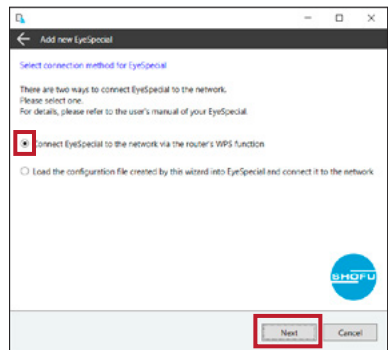 Add new EyeSpecial
Select connection method for EyeSpecial
There are two ways to connect EyeSpecial to the network.
Please select one.
For details, please refer to the user's manual of your EyeSpecial.
Connect EyeSpecial to the network via the router's WPS function
Load the configuration file created by this wizard into EyeSpecial and connect it to the network
SHOFU
Next Cancel